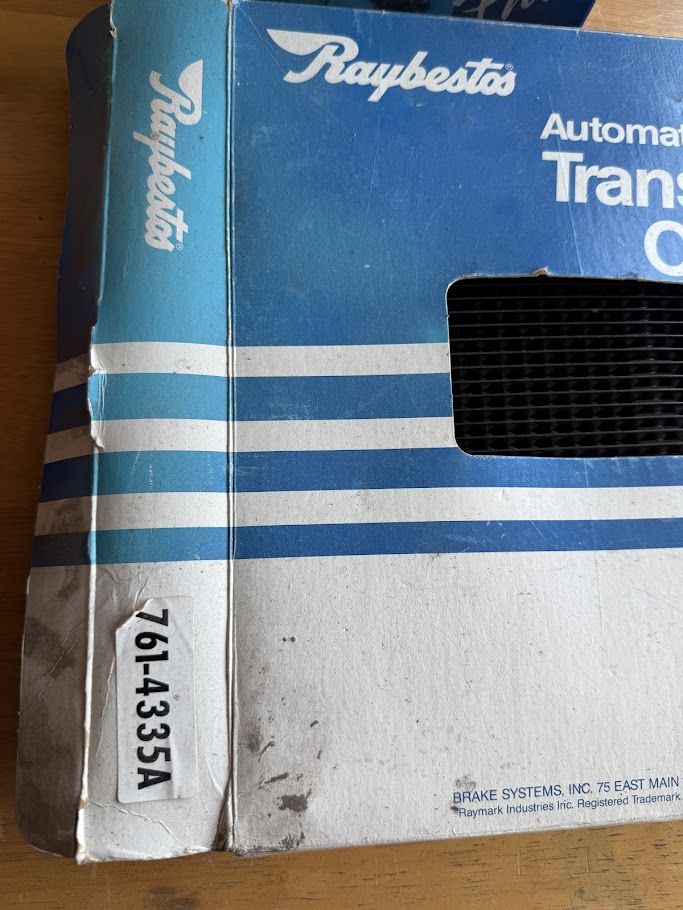 Raybestos®
Raybestos®
Automat
Trans
761-4335A
BRAKE SYSTEMS, INC. 75 EAST MAIN
®Raymark Industries Inc. Registered Trademark.